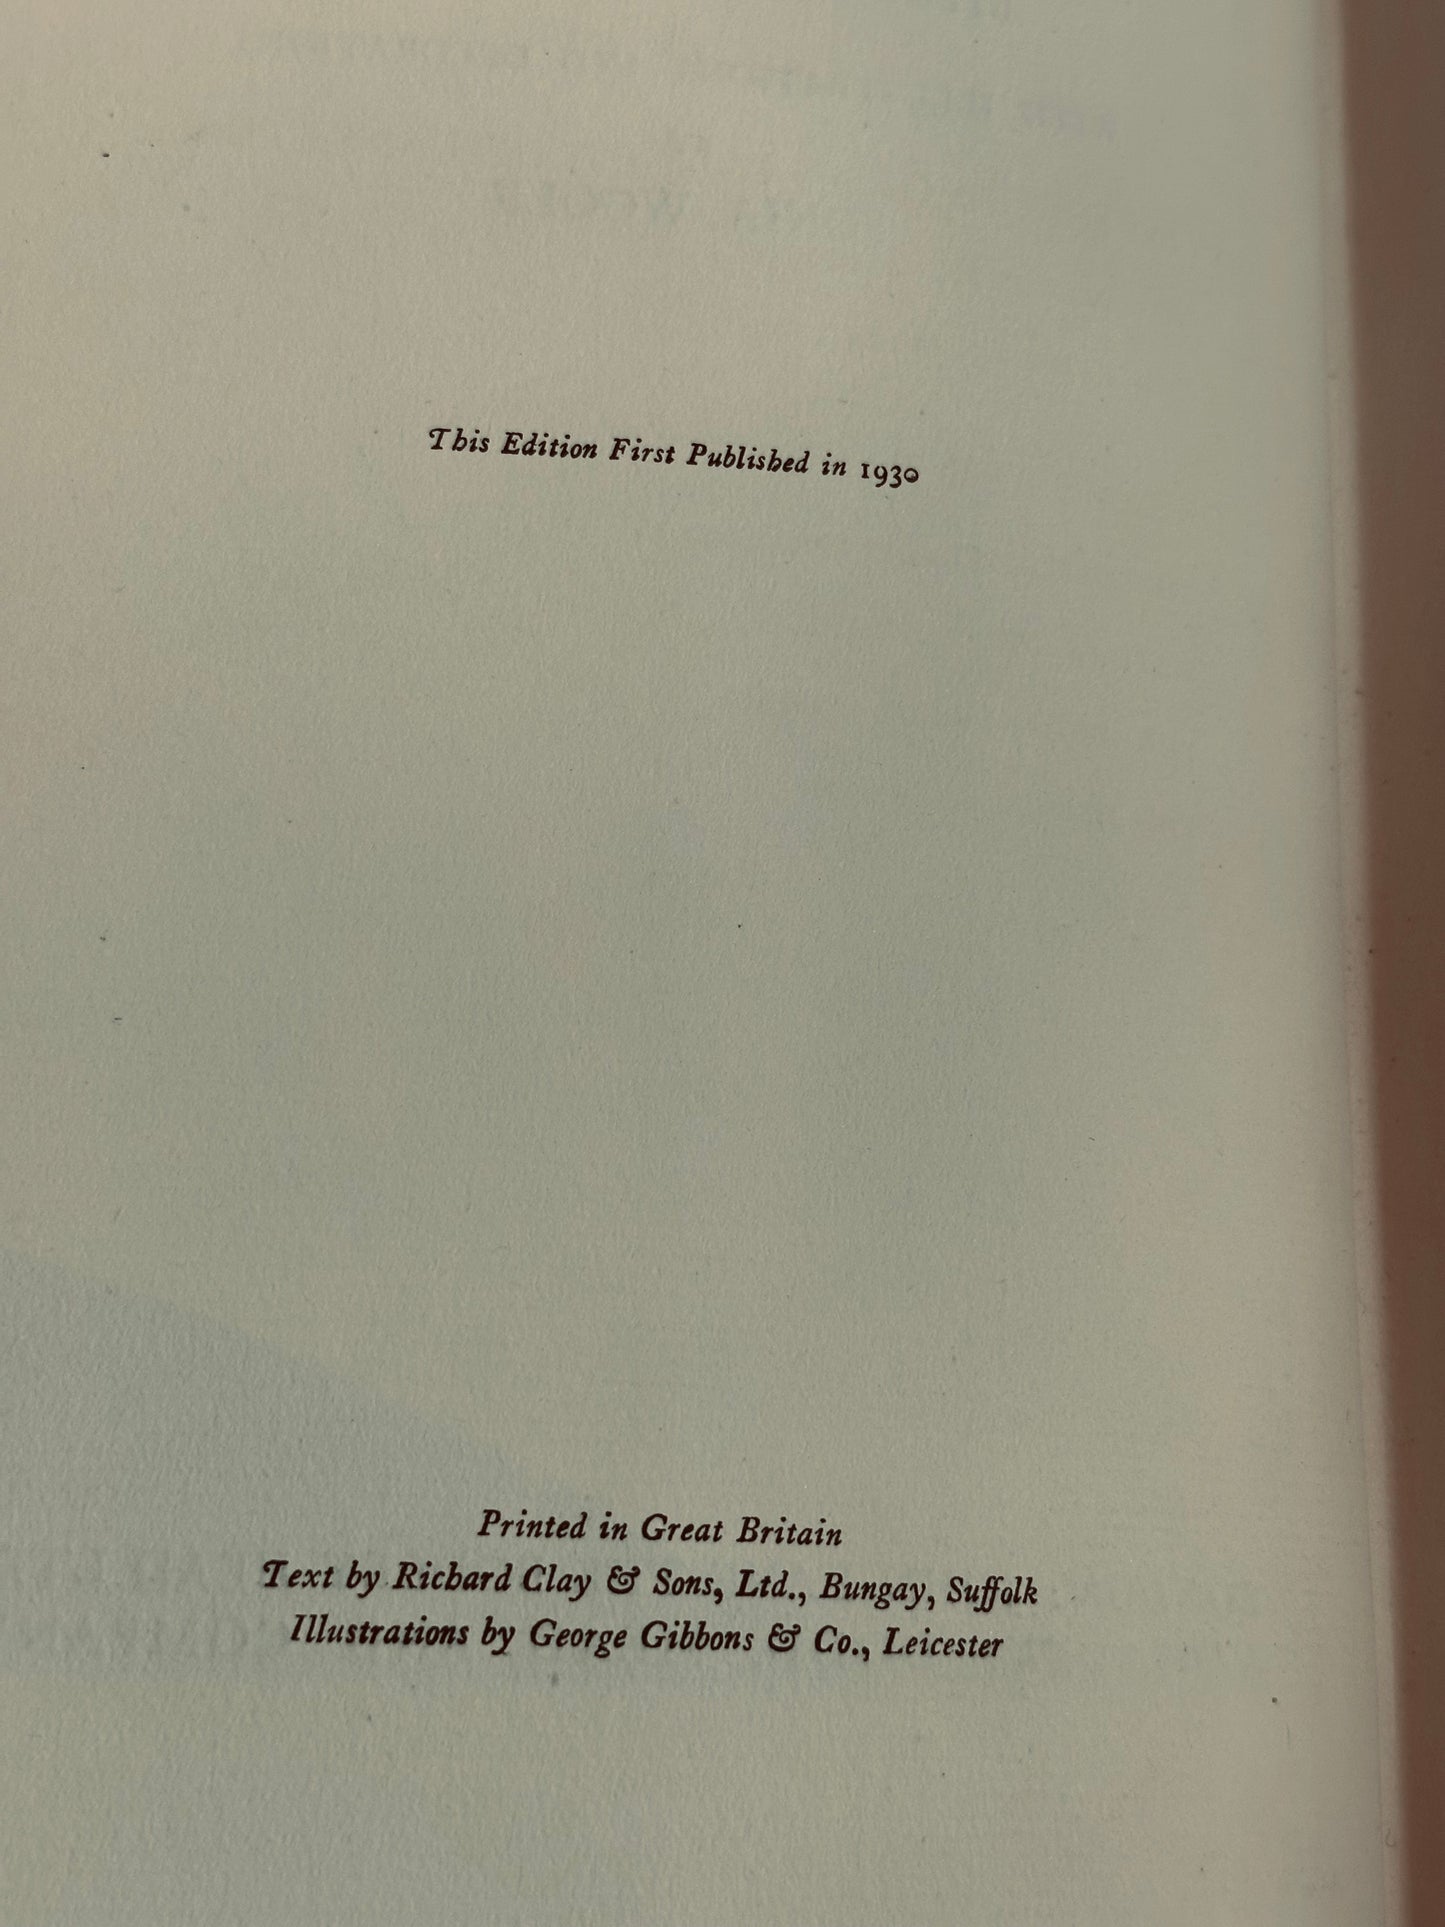 This Edition First Published in 1930
Printed in Great Britain
Text by Richard Clay & Sons, Ltd., Bungay, Suffolk
Illustrations by George Gibbons & Co., Leicester